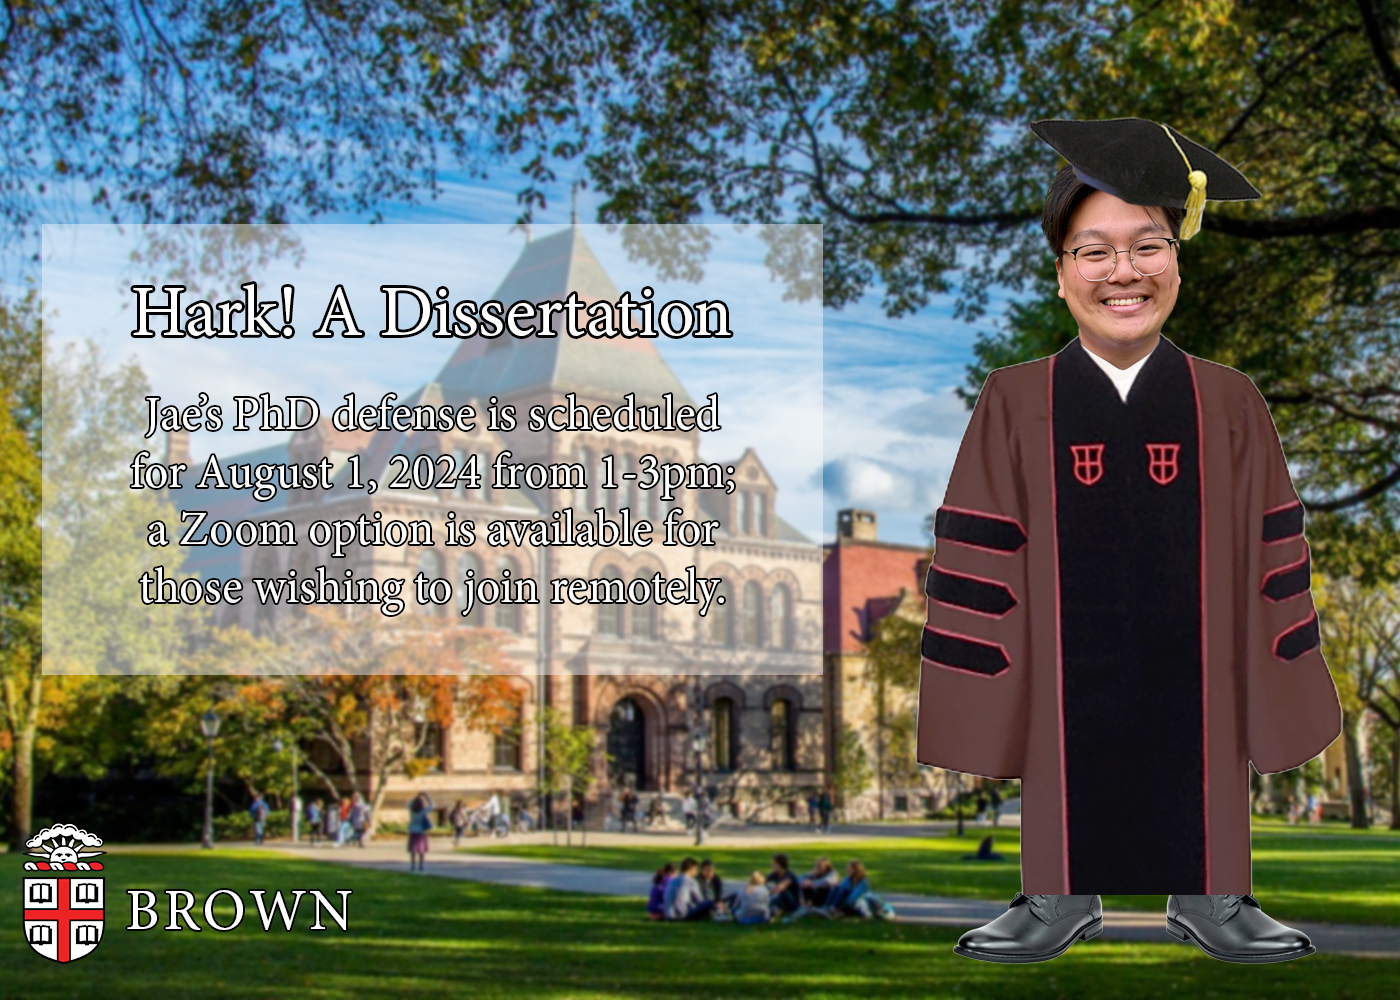 Hark! A Dissertation
Jae's PhD defense is scheduled
for August 1, 2024 from 1-3pm;
a Zoom option is available for
those wishing to join remotely.
BROWN